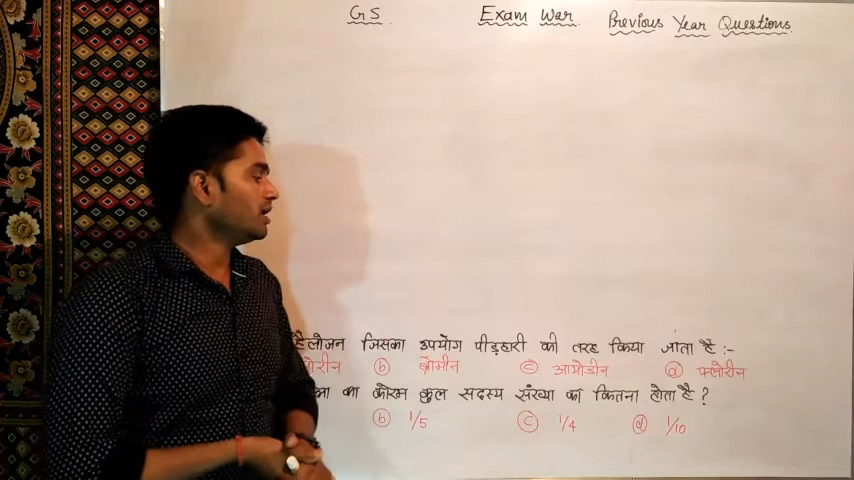 GS. Exam War. Previous Year Questions.
हैलोजन जिसका उपयोग पीड़हारी की तरह किया जाता है :-
ⓑ ब्रोमीन ⓒ आयोडीन ⓓ फ्लोरीन
का कोरम कुल सदस्य संख्या का कितना होता है ?
ⓑ 1/5 ⓒ 1/4 ⓓ 1/10